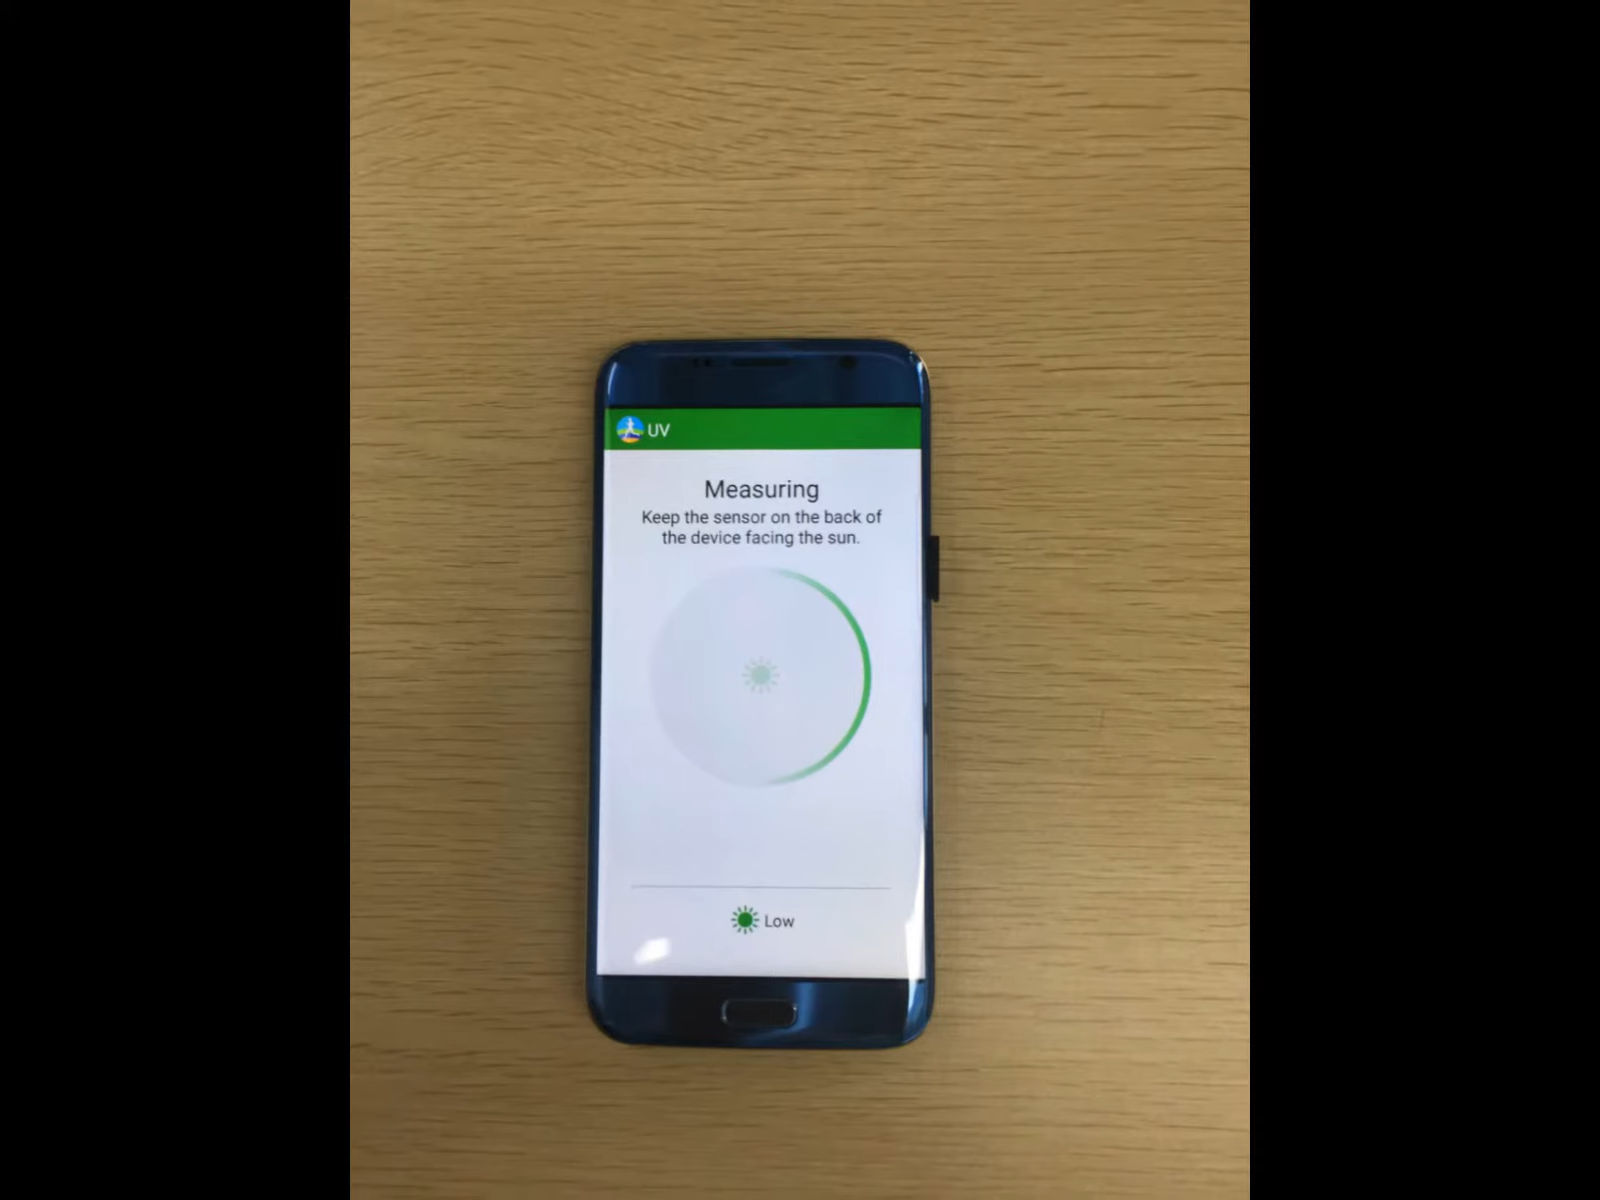 UV
Measuring
Keep the sensor on the back of
the device facing the sun.
Low